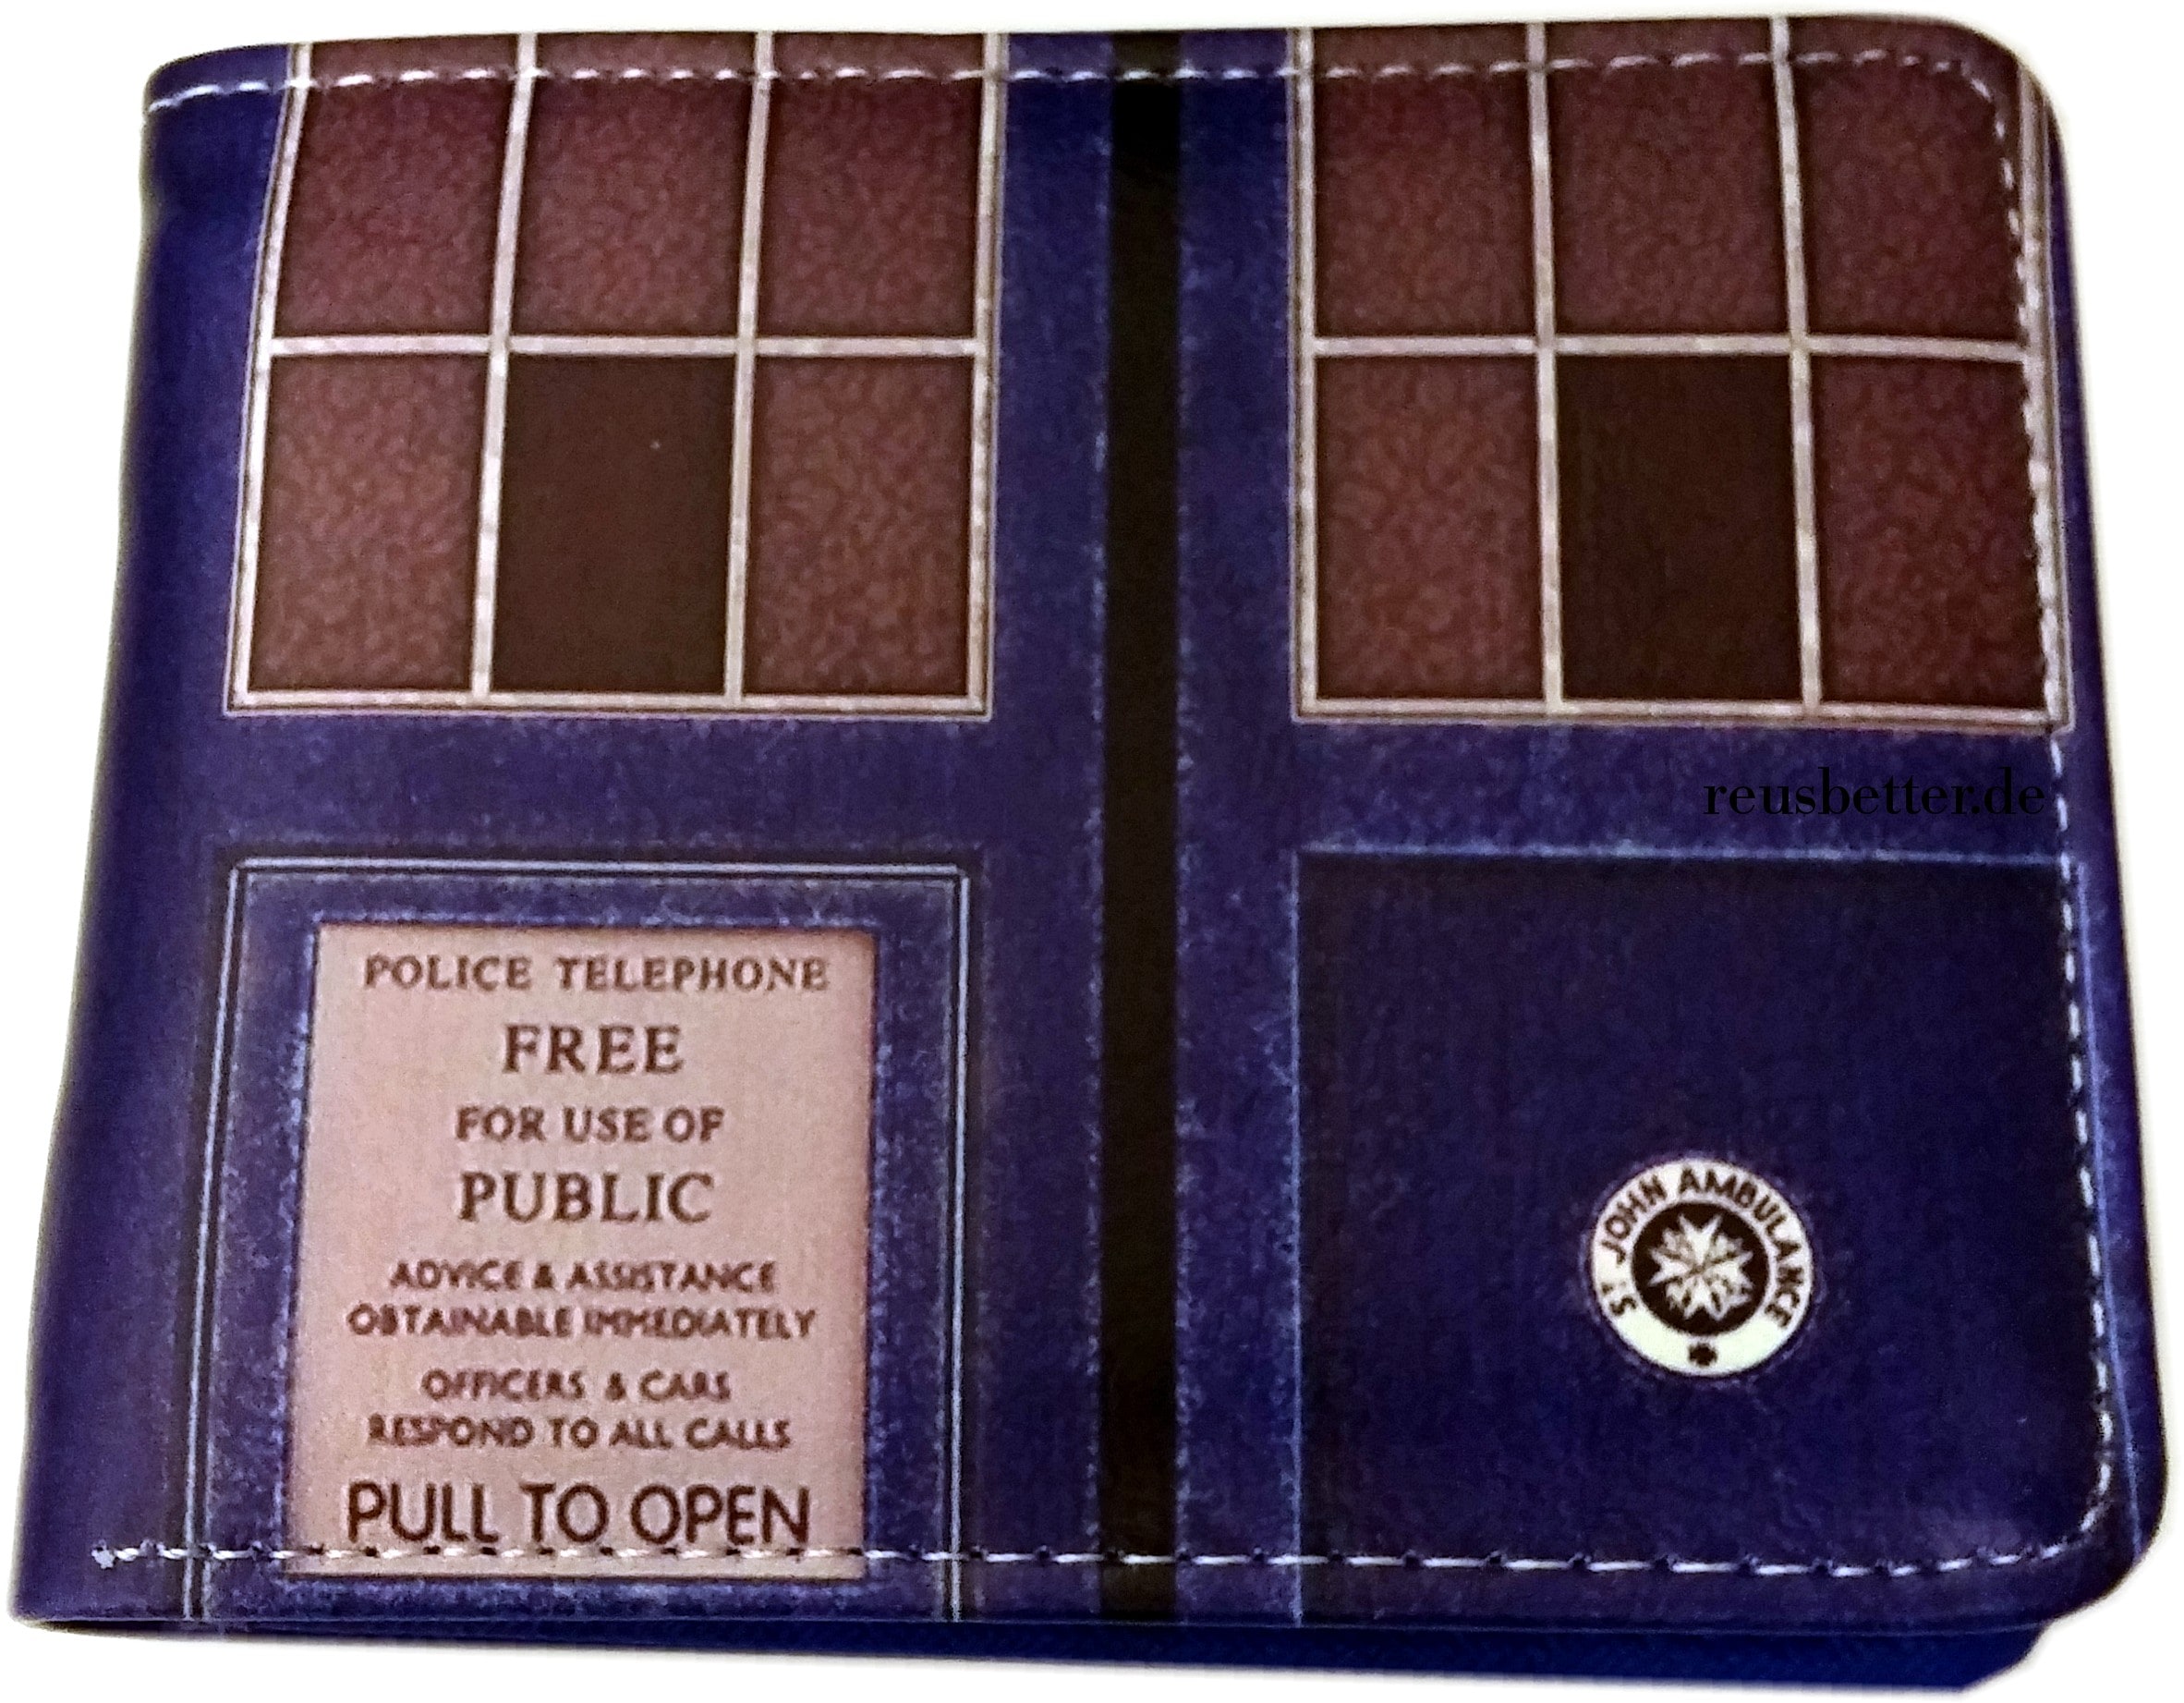 reusbetter.de
POLICE TELEPHONE
FREE
FOR USE OF
PUBLIC
ADVICE & ASSISTANCE
OBTAINABLE IMMEDIATELY
OFFICERS & CARS
RESPOND TO ALL CALLS
PULL TO OPEN
ST JOHN AMBULANCE